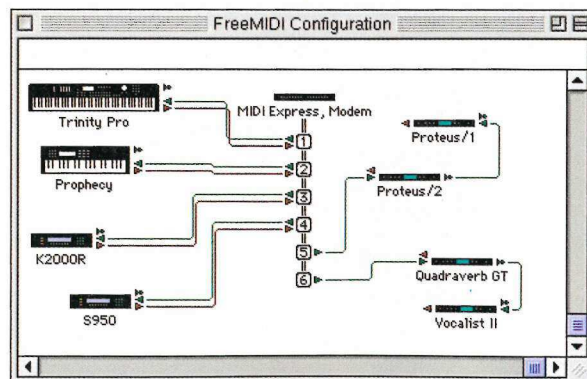 FreeMIDI Configuration
MIDI Express, Modem
Trinity Pro
Proteus/1
1
Prophecy
2
Proteus/2
3
K2000R
4
5
6
Quadraverb GT
S950
Vocalist II